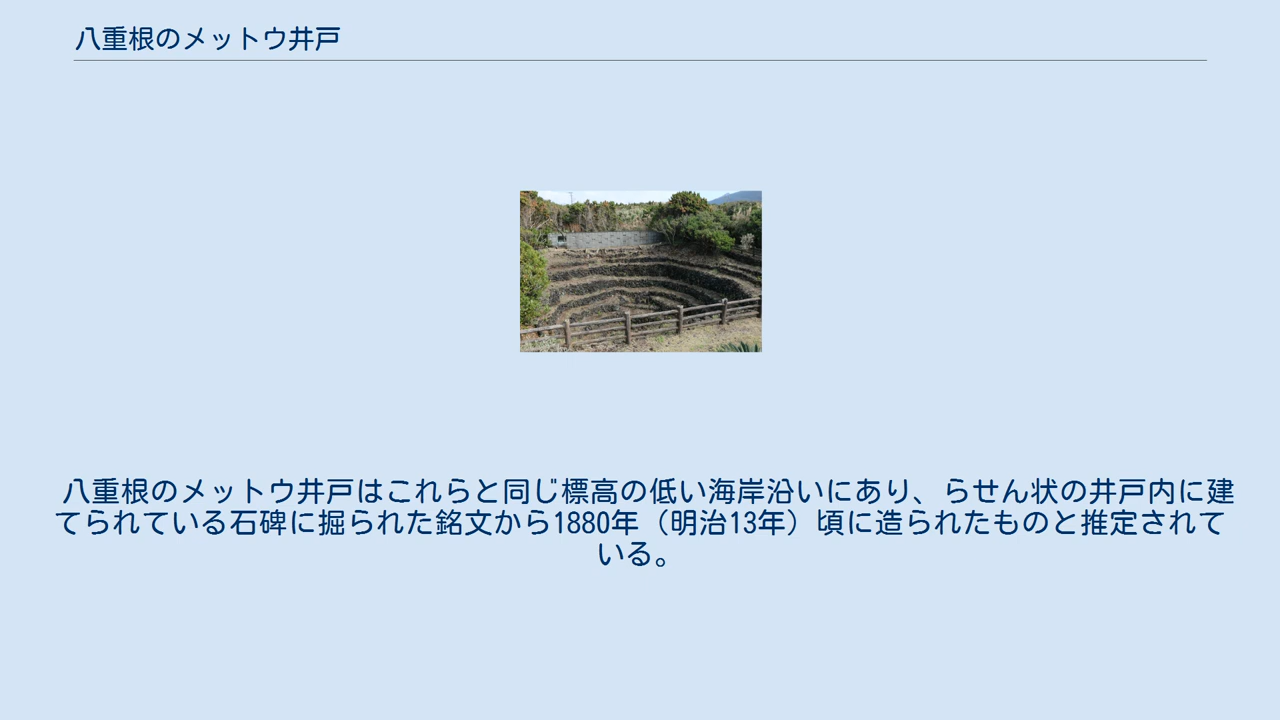 八重根のメットウ井戸
八重根のメットウ井戸はこれらと同じ標高の低い海岸沿いにあり、らせん状の井戸内に建
てられている石碑に掘られた銘文から1880年（明治13年）頃に造られたものと推定されて
いる。